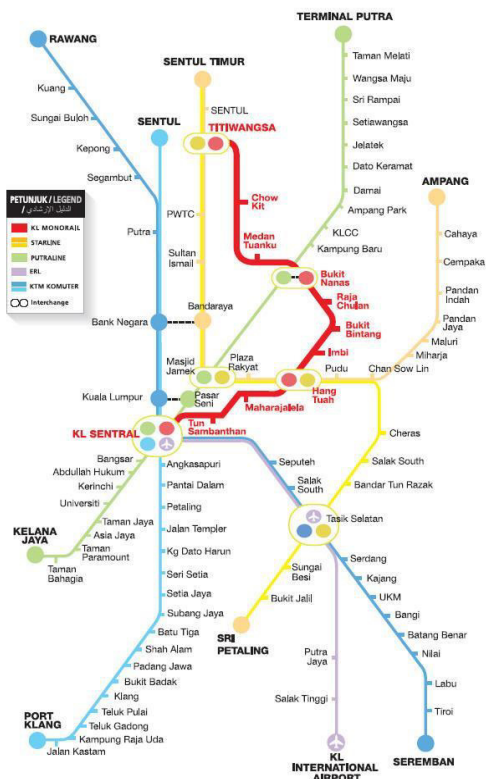 TERMINAL PUTRA
RAWANG
SENTUL TIMUR
SENTUL
Kuang
Sungai Buloh
Kepong
Segambut
Putra
SENTUL
TITIWANGSA
PWTC
Sultan
Ismail
Bandaraya
Chow
Kit
Medan
Tuanku
Bukit
Nanas
Raja
Chulan
Bukit
Bintang
Imbi
Hang
Tuah
Maharajalela
Tun
Sambanthan
KL SENTRAL
Taman Melati
Wangsa Maju
Sri Rampai
Setiawangsa
Jelatek
Dato Keramat
Damai
Ampang Park
KLCC
Kampung Baru
AMPANG
Cahaya
Cempaka
Pandan
Indah
Pandan
Jaya
Maluri
Miharja
Chan Sow Lin
Pudu
Plaza
Rakyat
Masjid
Jamek
Pasar
Seni
PETUNJUK / LEGEND
/ الدليل الإرشادي
KL MONORAIL
STARLINE
PUTRALINE
ERL
KTM KOMUTER
Interchange
Bank Negara
Kuala Lumpur
Cheras
Salak South
Bandar Tun Razak
Seputeh
Salak
South
Tasik Selatan
Bangsar
Abdullah Hukum
Kerinchi
Universiti
Taman Jaya
Asia Jaya
Taman
Paramount
Taman
Bahagia
KELANA
JAYA
Angkasapuri
Pantai Dalam
Petaling
Jalan Templer
Kg Dato Harun
Seri Setia
Setia Jaya
Subang Jaya
Batu Tiga
Shah Alam
Padang Jawa
Bukit Badak
Klang
Teluk Pulai
Teluk Gadong
Kampung Raja Uda
Jalan Kastam
PORT
KLANG
Sungai
Besi
Bukit Jalil
SRI
PETALING
Putra
Jaya
Salak Tinggi
KL
INTERNATIONAL
AIRPORT
Serdang
Kajang
UKM
Bangi
Batang Benar
Nilai
Labu
Tiroi
SEREMBAN